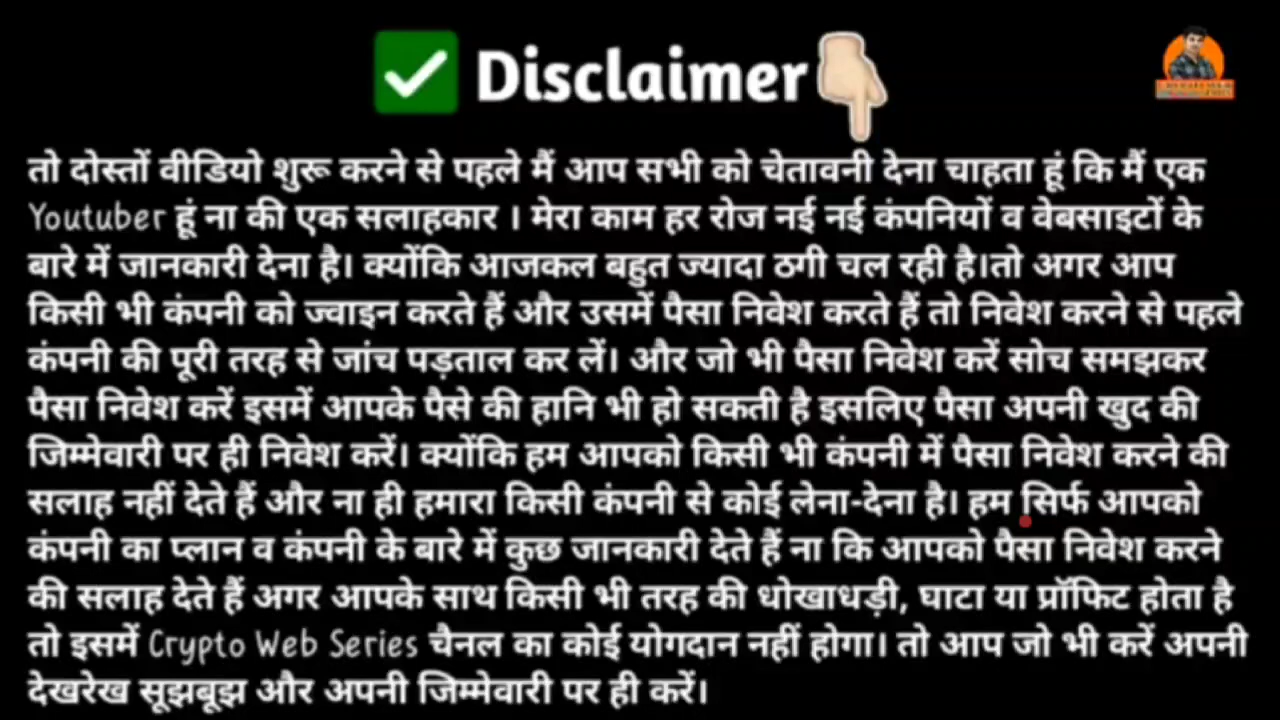 ✅ Disclaimer👇🏻
तो दोस्तों वीडियो शुरू करने से पहले मैं आप सभी को चेतावनी देना चाहता हूं कि मैं एक
Youtuber हूं ना की एक सलाहकार । मेरा काम हर रोज नई नई कंपनियों व वेबसाइटों के
बारे में जानकारी देना है। क्योंकि आजकल बहुत ज्यादा ठगी चल रही है।तो अगर आप
किसी भी कंपनी को ज्वाइन करते हैं और उसमें पैसा निवेश करते हैं तो निवेश करने से पहले
कंपनी की पूरी तरह से जांच पड़ताल कर लें। और जो भी पैसा निवेश करें सोच समझकर
पैसा निवेश करें इसमें आपके पैसे की हानि भी हो सकती है इसलिए पैसा अपनी खुद की
जिम्मेवारी पर ही निवेश करें। क्योंकि हम आपको किसी भी कंपनी में पैसा निवेश करने की
सलाह नहीं देते हैं और ना ही हमारा किसी कंपनी से कोई लेना-देना है। हम सिर्फ आपको
कंपनी का प्लान व कंपनी के बारे में कुछ जानकारी देते हैं ना कि आपको पैसा निवेश करने
की सलाह देते हैं अगर आपके साथ किसी भी तरह की धोखाधड़ी, घाटा या प्रॉफिट होता है
तो इसमें Crypto Web Series चैनल का कोई योगदान नहीं होगा। तो आप जो भी करें अपनी
देखरेख सूझबूझ और अपनी जिम्मेवारी पर ही करें।